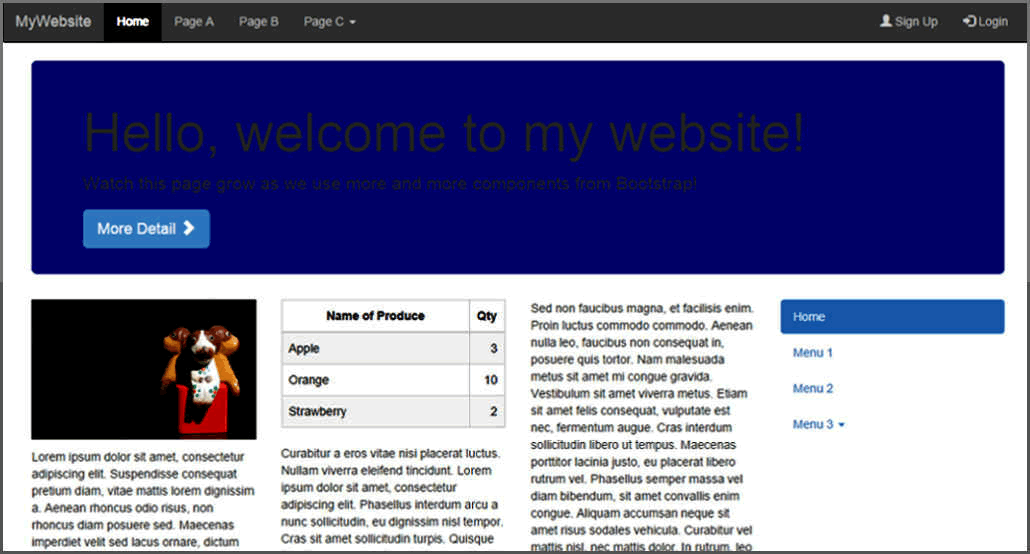 MyWebsite Home Page A Page B Page C Sign Up Login
Hello, welcome to my website!
Watch this page grow as we use more and more components from Bootstrap!
More Detail
Lorem ipsum dolor sit amet, consectetur
adipiscing elit. Suspendisse consequat
pretium diam, vitae mattis lorem dignissim
a. Aenean rhoncus odio risus, non
rhoncus diam posuere sed. Maecenas
imperdiet velit sed lacus ornare, dictum
Name of Produce Qty
Apple 3
Orange 10
Strawberry 2
Curabitur a eros vitae nisi placerat luctus.
Nullam viverra eleifend tincidunt. Lorem
ipsum dolor sit amet, consectetur
adipiscing elit. Phasellus interdum arcu a
nunc sollicitudin, eu dignissim nisl tempor.
Cras sit amet sollicitudin turpis. Quisque
Sed non faucibus magna, et facilisis enim.
Proin luctus commodo commodo. Aenean
nulla leo, faucibus non consequat in,
posuere quis tortor. Nam malesuada
metus sit amet mi congue gravida.
Vestibulum sit amet viverra metus. Etiam
sit amet felis consequat, vulputate est
nec, fermentum augue. Cras interdum
sollicitudin libero ut tempus. Maecenas
porttitor lacinia justo, eu placerat libero
rutrum vel. Phasellus semper massa vel
diam bibendum, sit amet convallis enim
congue. Aliquam accumsan neque sit
amet risus sodales vehicula. Curabitur vel
mattis nisl, nec mattis dolor. In rutrum, leo
Home
Menu 1
Menu 2
Menu 3